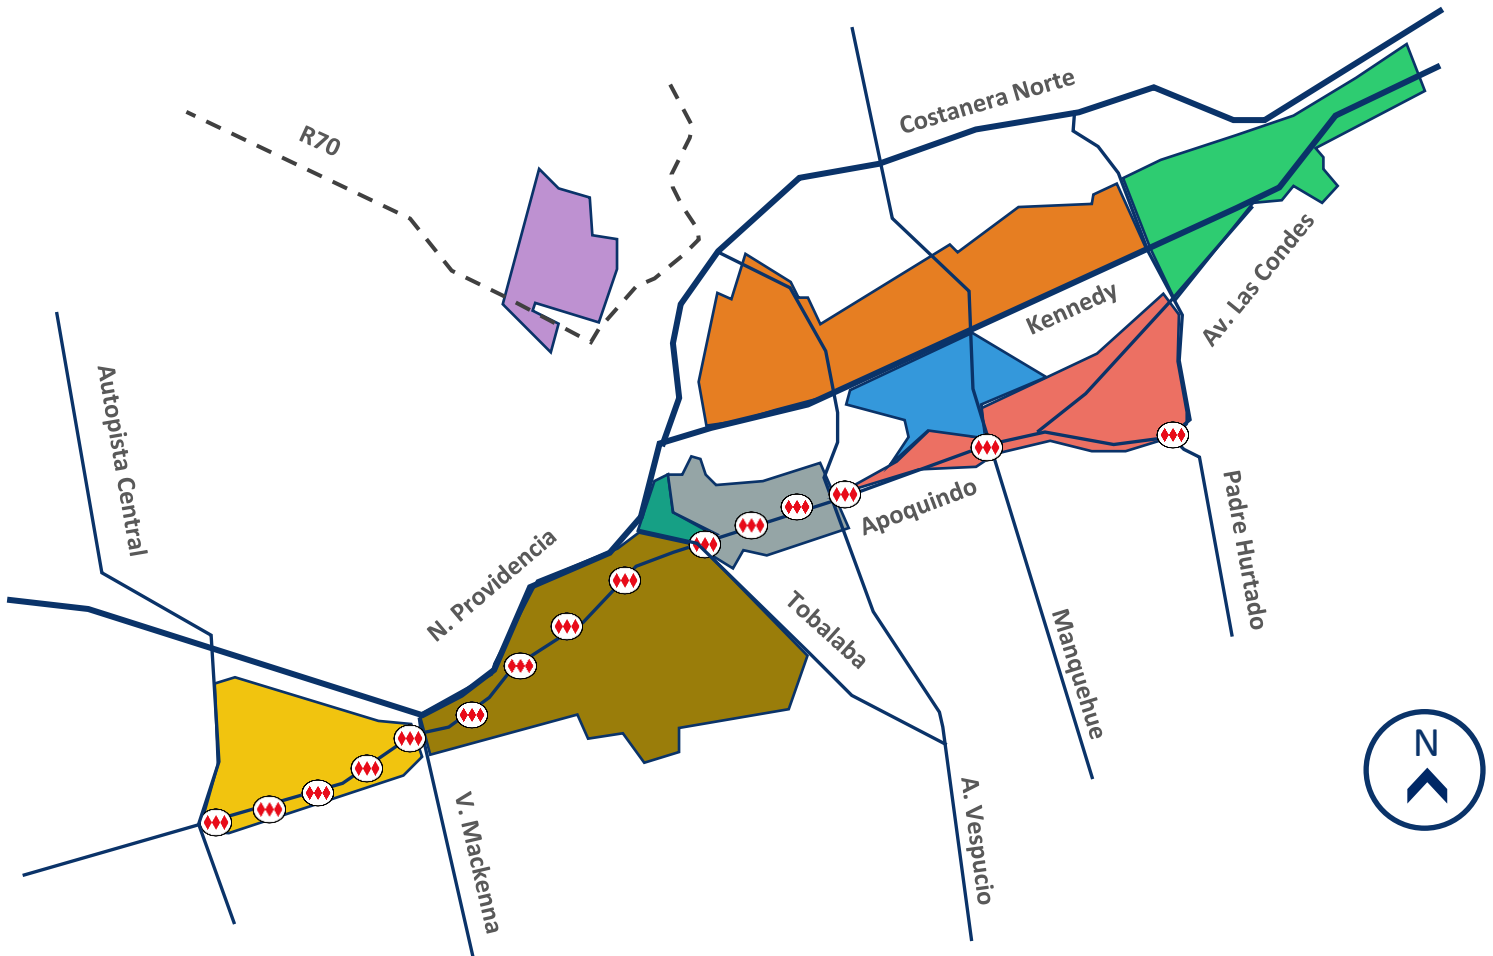 Costanera Norte
R70
Av. Las Condes
Kennedy
Autopista Central
Apoquindo
Padre Hurtado
N. Providencia
Tobalaba
Manquehue
N
A. Vespucio
V. Mackenna